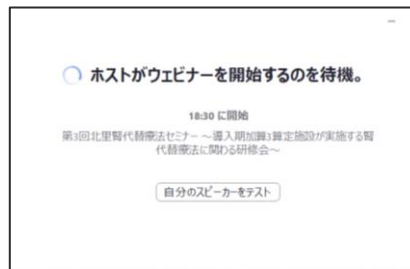 ホストがウェビナーを開始するのを待機。
18:30 に開始
第3回北里腎代替療法セミナー ～導入期加算3算定施設が実施する腎
代替療法に関わる研修会～
自分のスピーカーをテスト